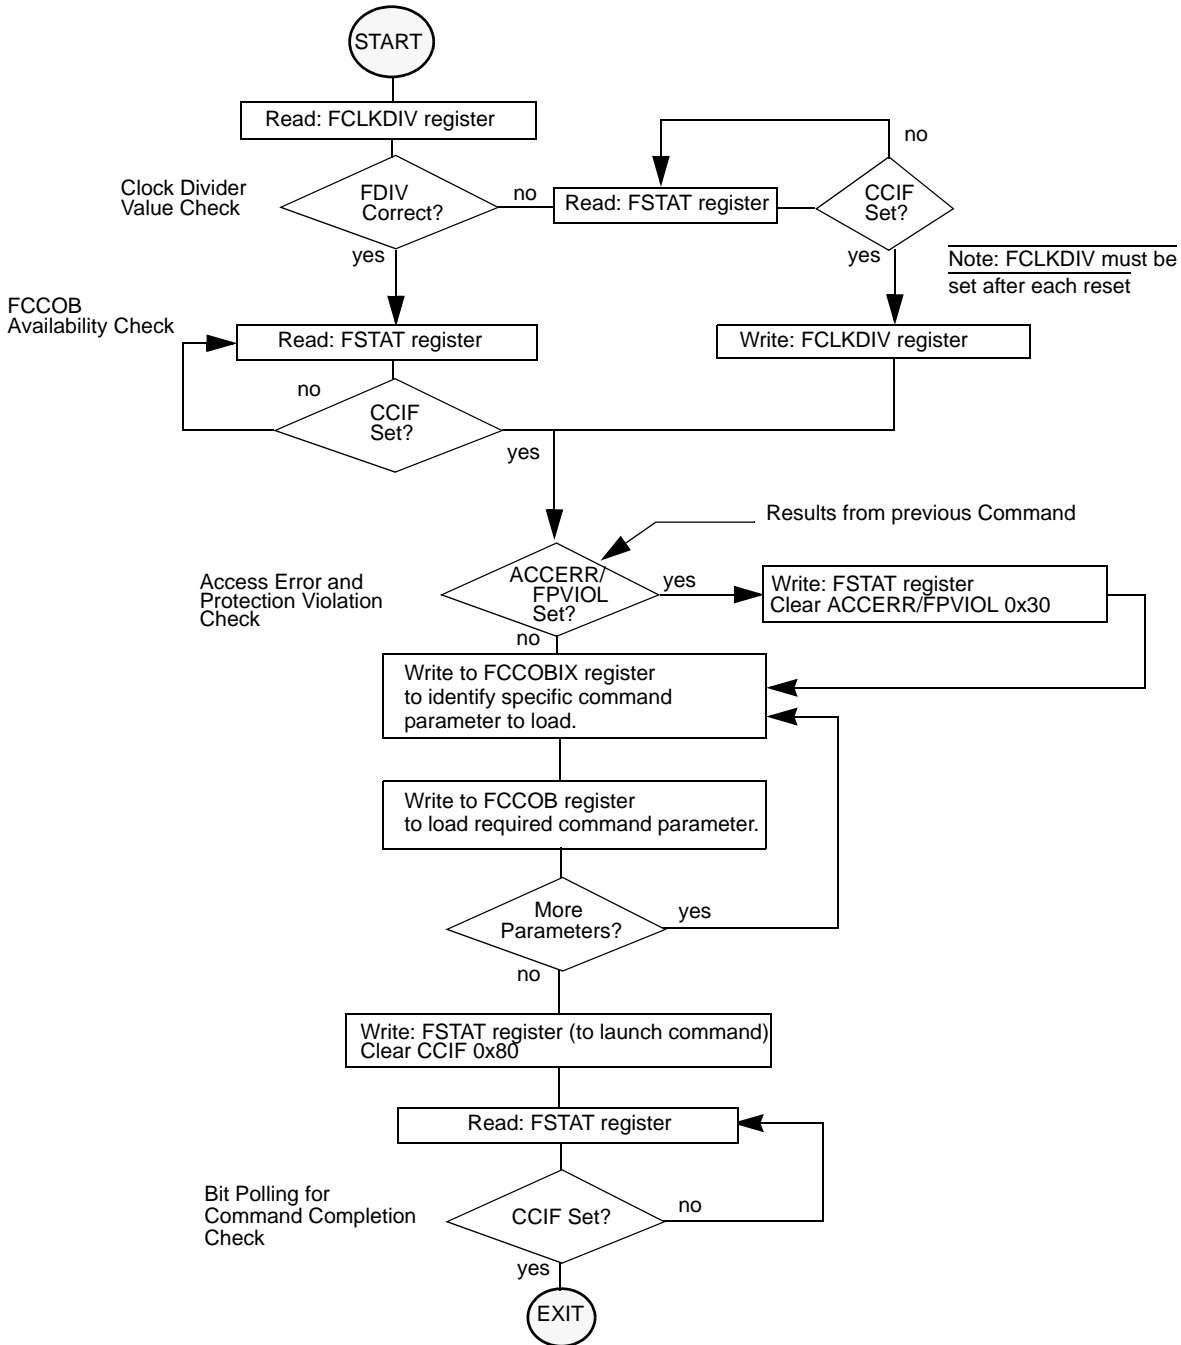 START
Read: FCLKDIV register
Clock Divider
Value Check
FDIV
Correct?
no
yes
Read: FSTAT register
no
CCIF
Set?
yes
Note: FCLKDIV must be
set after each reset
Write: FCLKDIV register
FCCOB
Availability Check
Read: FSTAT register
no
CCIF
Set?
yes
Results from previous Command
Access Error and
Protection Violation
Check
ACCERR/
FPVIOL
Set?
yes
no
Write: FSTAT register
Clear ACCERR/FPVIOL 0x30
Write to FCCOBIX register
to identify specific command
parameter to load.
Write to FCCOB register
to load required command parameter.
More
Parameters?
yes
no
Write: FSTAT register (to launch command)
Clear CCIF 0x80
Read: FSTAT register
Bit Polling for
Command Completion
Check
CCIF Set?
no
yes
EXIT